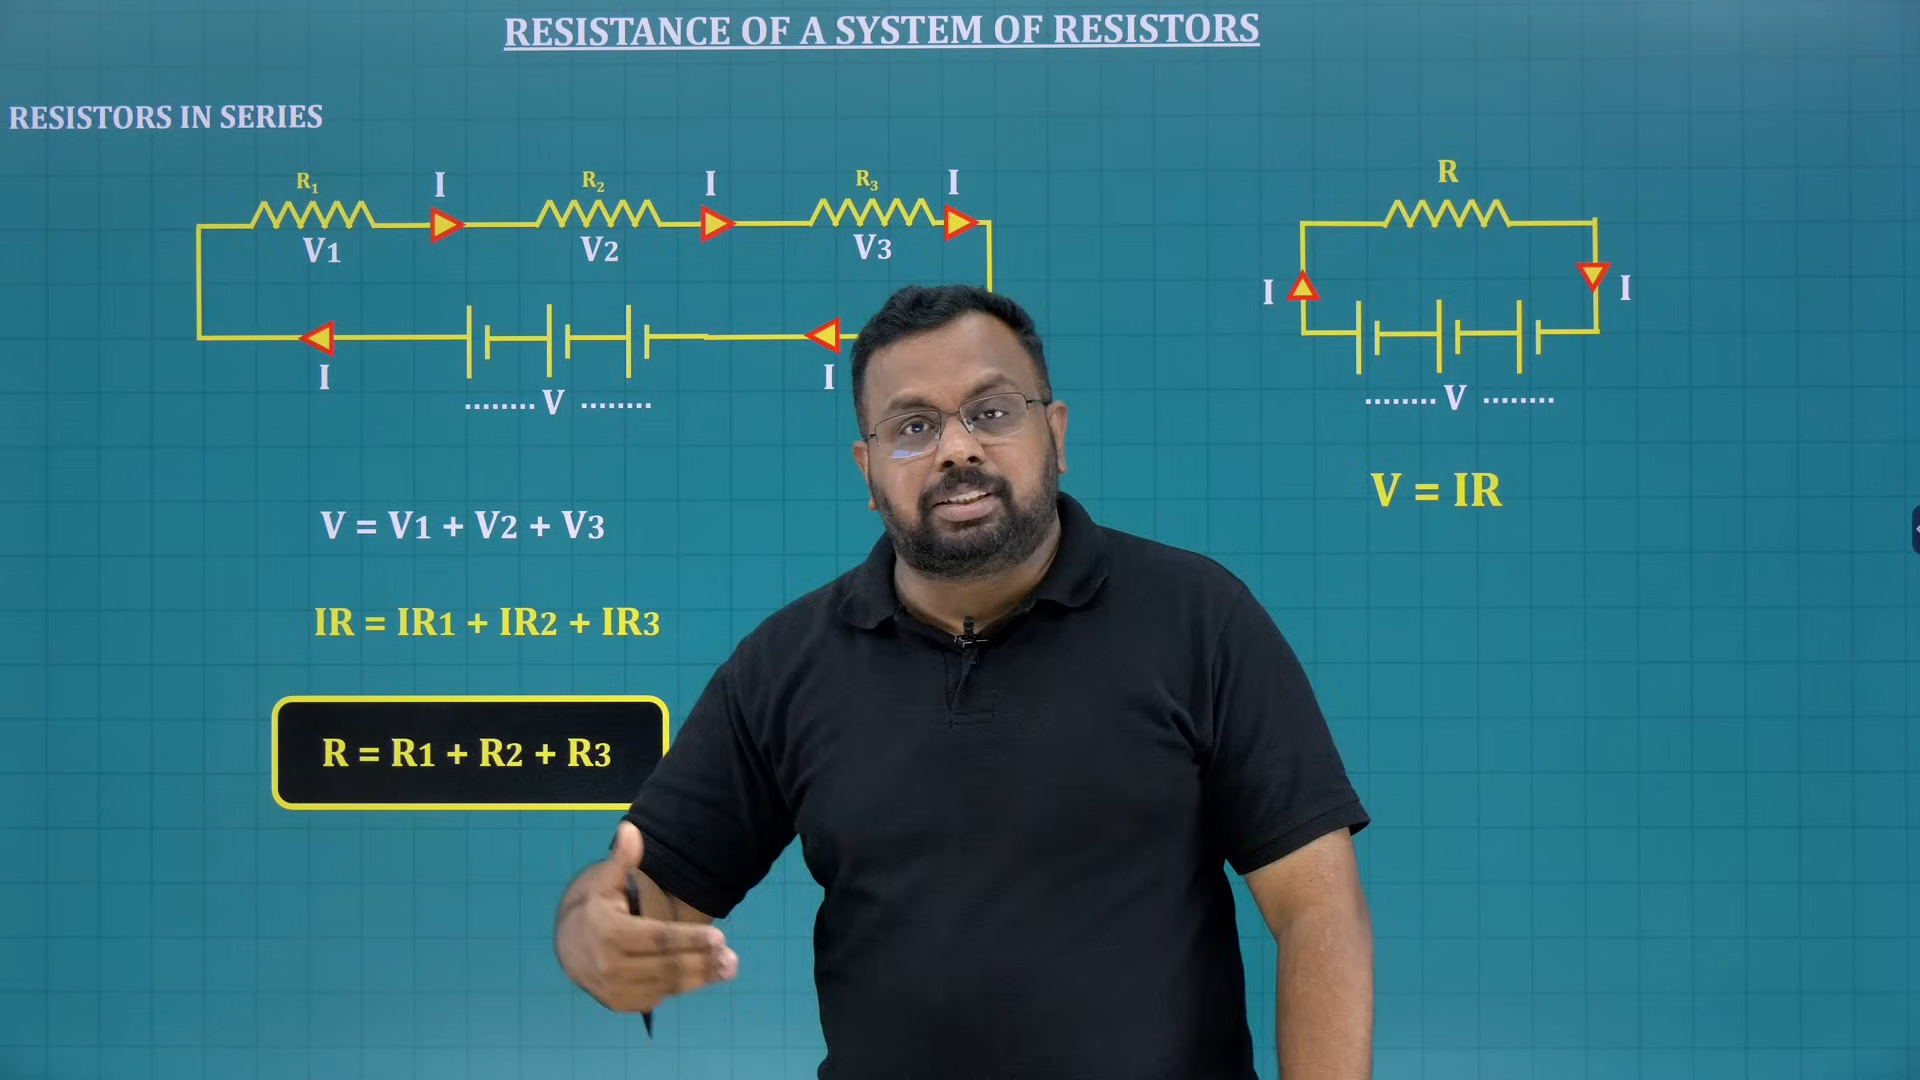 RESISTANCE OF A SYSTEM OF RESISTORS
RESISTORS IN SERIES
R₁ I R₂ I R₃ I
V1 V2 V3
I I
........ V ........
R
I I
........ V ........
V = IR
V = V1 + V2 + V3
IR = IR1 + IR2 + IR3
R = R1 + R2 + R3